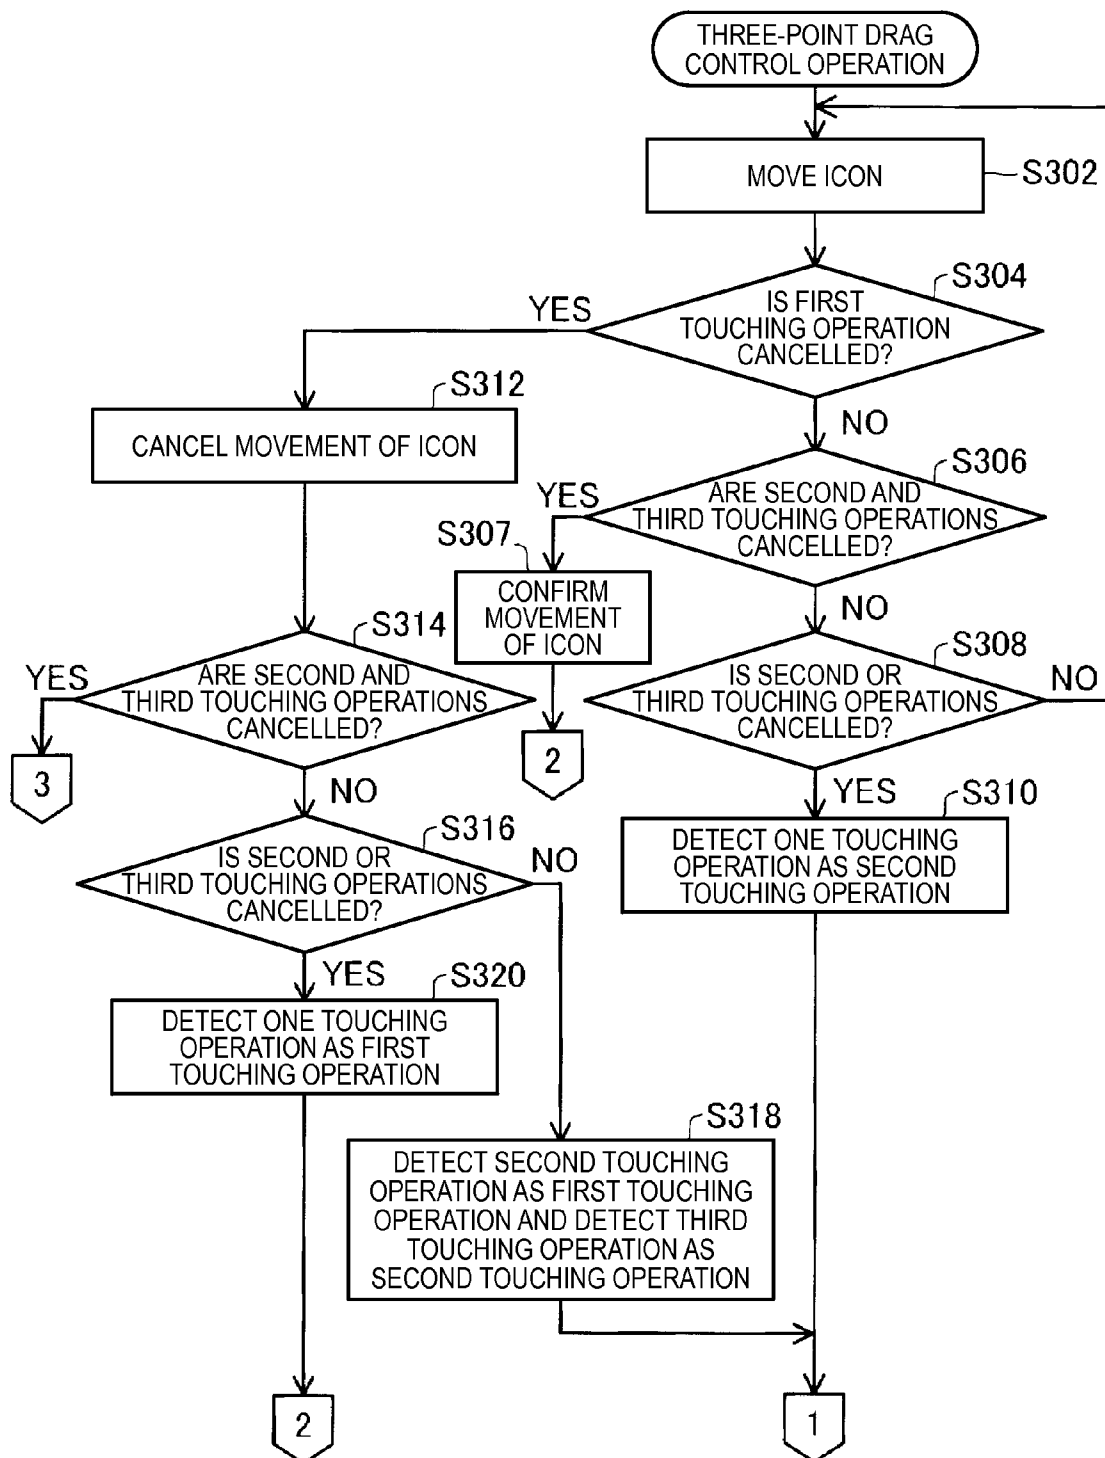 THREE-POINT DRAG
CONTROL OPERATION
MOVE ICON
S302
S304
IS FIRST
TOUCHING OPERATION
CANCELLED?
YES
NO
S312
CANCEL MOVEMENT OF ICON
S306
ARE SECOND AND
THIRD TOUCHING OPERATIONS
CANCELLED?
YES
NO
S307
CONFIRM
MOVEMENT
OF ICON
2
S308
IS SECOND OR
THIRD TOUCHING OPERATIONS
CANCELLED?
NO
YES
S314
ARE SECOND AND
THIRD TOUCHING OPERATIONS
CANCELLED?
YES
3
NO
S310
DETECT ONE TOUCHING
OPERATION AS SECOND
TOUCHING OPERATION
S316
IS SECOND OR
THIRD TOUCHING OPERATIONS
CANCELLED?
NO
YES
S320
DETECT ONE TOUCHING
OPERATION AS FIRST
TOUCHING OPERATION
S318
DETECT SECOND TOUCHING
OPERATION AS FIRST TOUCHING
OPERATION AND DETECT THIRD
TOUCHING OPERATION AS
SECOND TOUCHING OPERATION
2
1